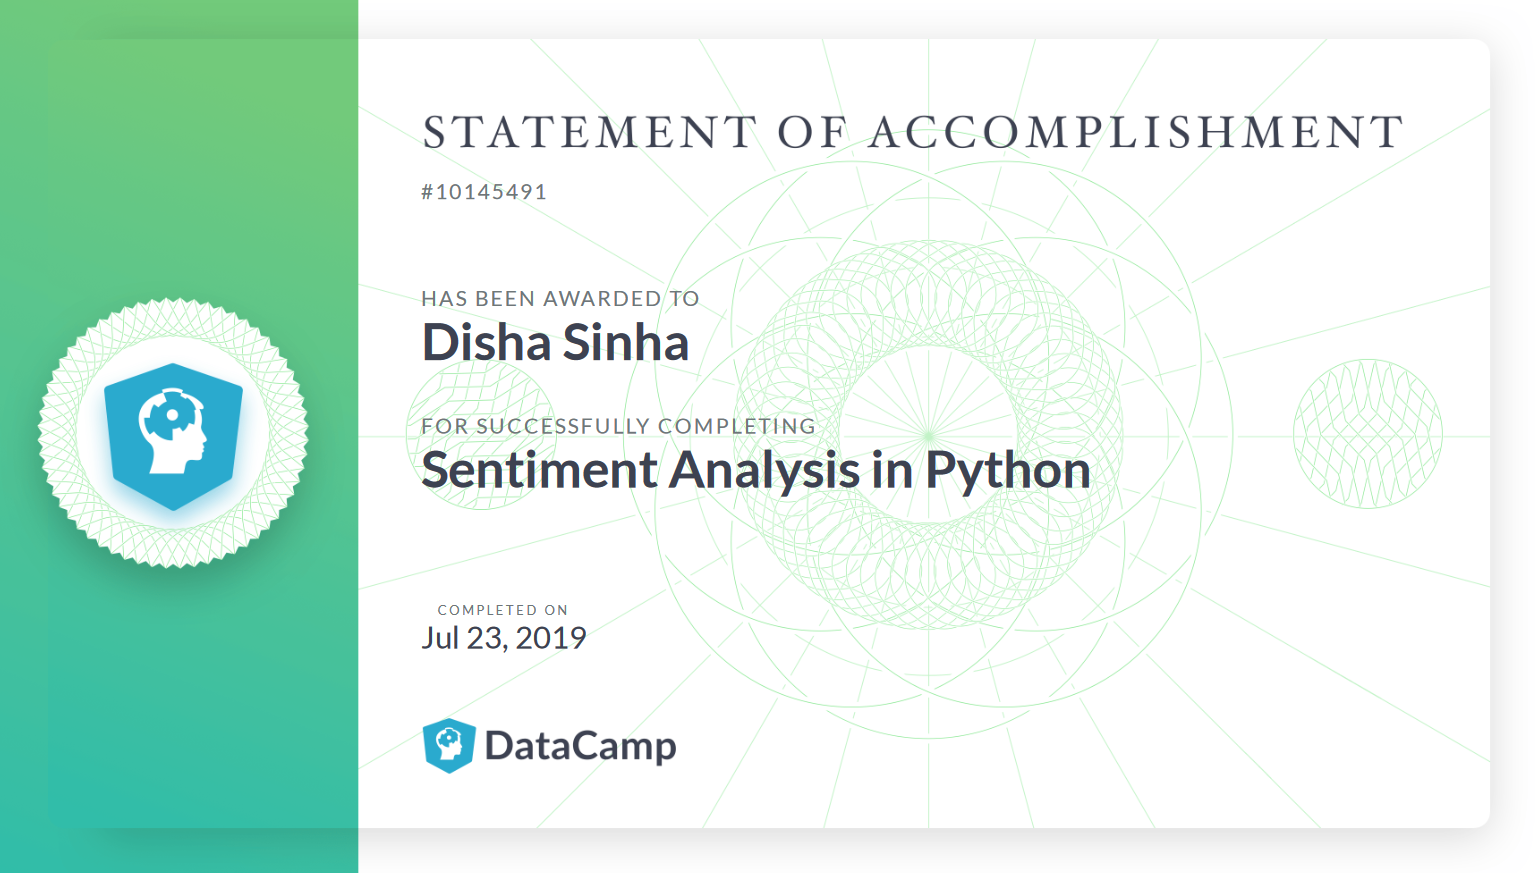 STATEMENT OF ACCOMPLISHMENT
#10145491
HAS BEEN AWARDED TO
Disha Sinha
FOR SUCCESSFULLY COMPLETING
Sentiment Analysis in Python
COMPLETED ON
Jul 23, 2019
DataCamp